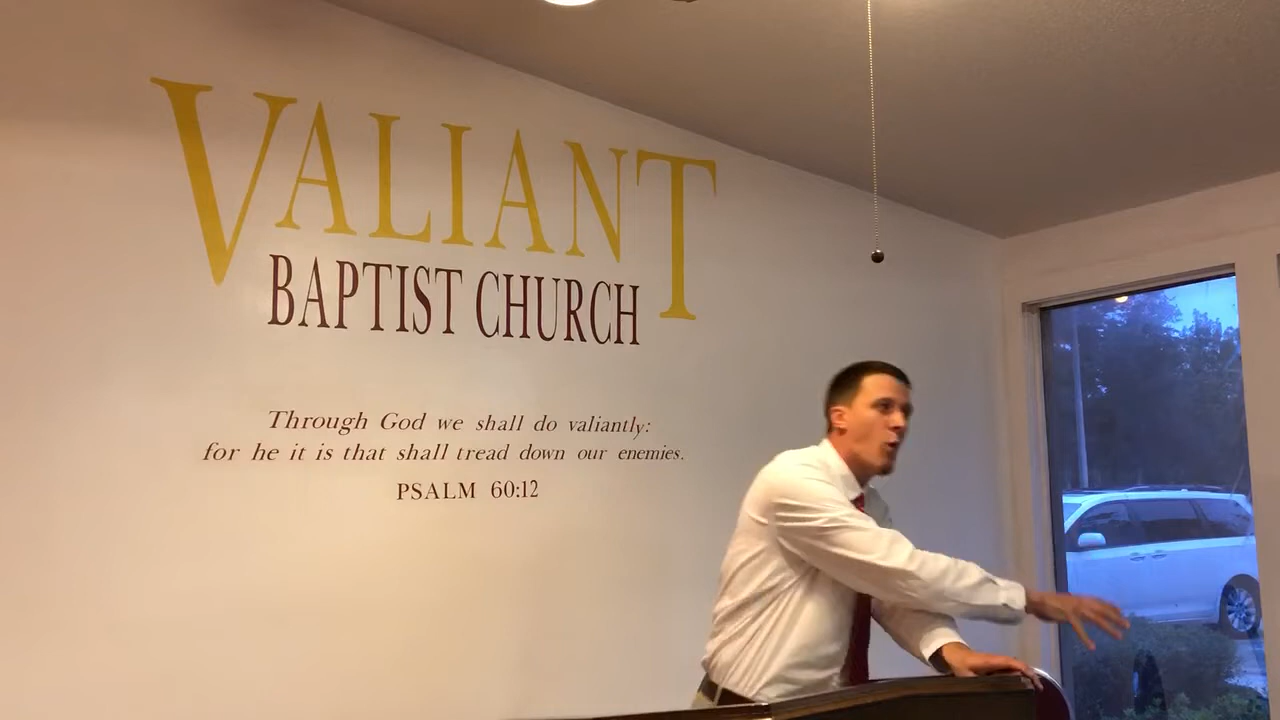 VALIANT
BAPTIST CHURCH
Through God we shall do valiantly:
for he it is that shall tread down our enemies.
PSALM 60:12